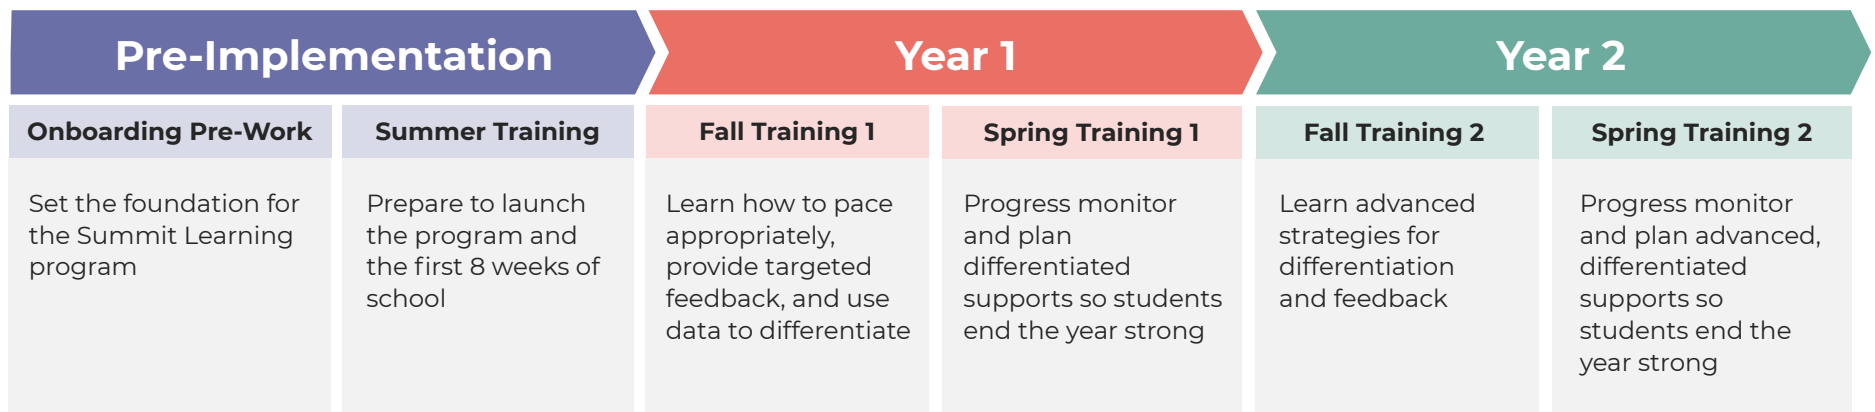 Pre-Implementation
Year 1
Year 2
Onboarding Pre-Work
Set the foundation for
the Summit Learning
program
Summer Training
Prepare to launch
the program and
the first 8 weeks of
school
Fall Training 1
Learn how to pace
appropriately,
provide targeted
feedback, and use
data to differentiate
Spring Training 1
Progress monitor
and plan
differentiated
supports so students
end the year strong
Fall Training 2
Learn advanced
strategies for
differentiation
and feedback
Spring Training 2
Progress monitor
and plan advanced,
differentiated
supports so
students end the
year strong